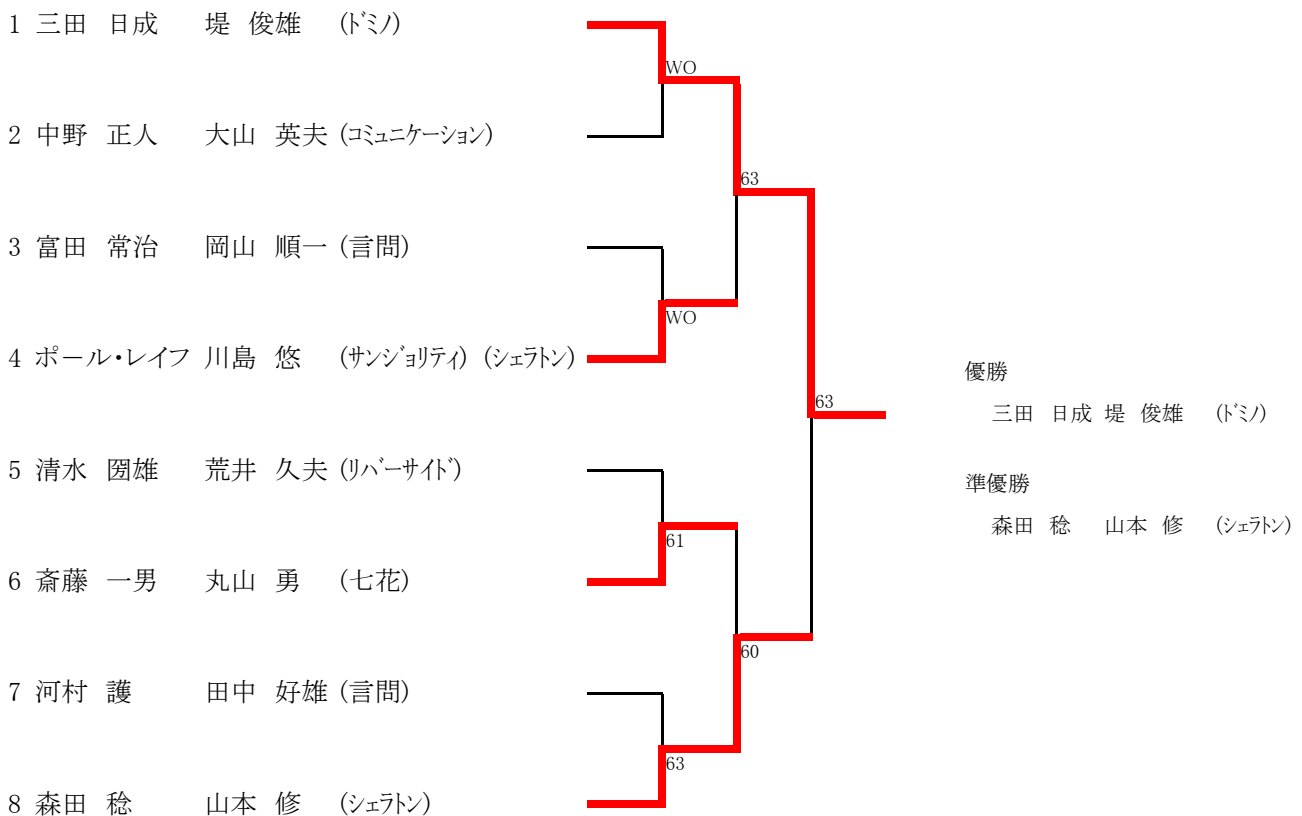 1 三田 日成 堤 俊雄 (ﾄﾞﾐﾉ)
WO
2 中野 正人 大山 英夫 (ｺﾐｭﾆｹｰｼｮﾝ)
63
3 富田 常治 岡山 順一 (言問)
WO
4 ポール・レイフ 川島 悠 (ｻﾝｼﾞｮﾘﾃｨ) (ｼｪﾗﾄﾝ)
優勝
63
三田 日成 堤 俊雄 (ﾄﾞﾐﾉ)
5 清水 圀雄 荒井 久夫 (ﾘﾊﾞｰｻｲﾄﾞ)
準優勝
森田 稔 山本 修 (ｼｪﾗﾄﾝ)
61
6 斎藤 一男 丸山 勇 (七花)
60
7 河村 護 田中 好雄 (言問)
63
8 森田 稔 山本 修 (ｼｪﾗﾄﾝ)